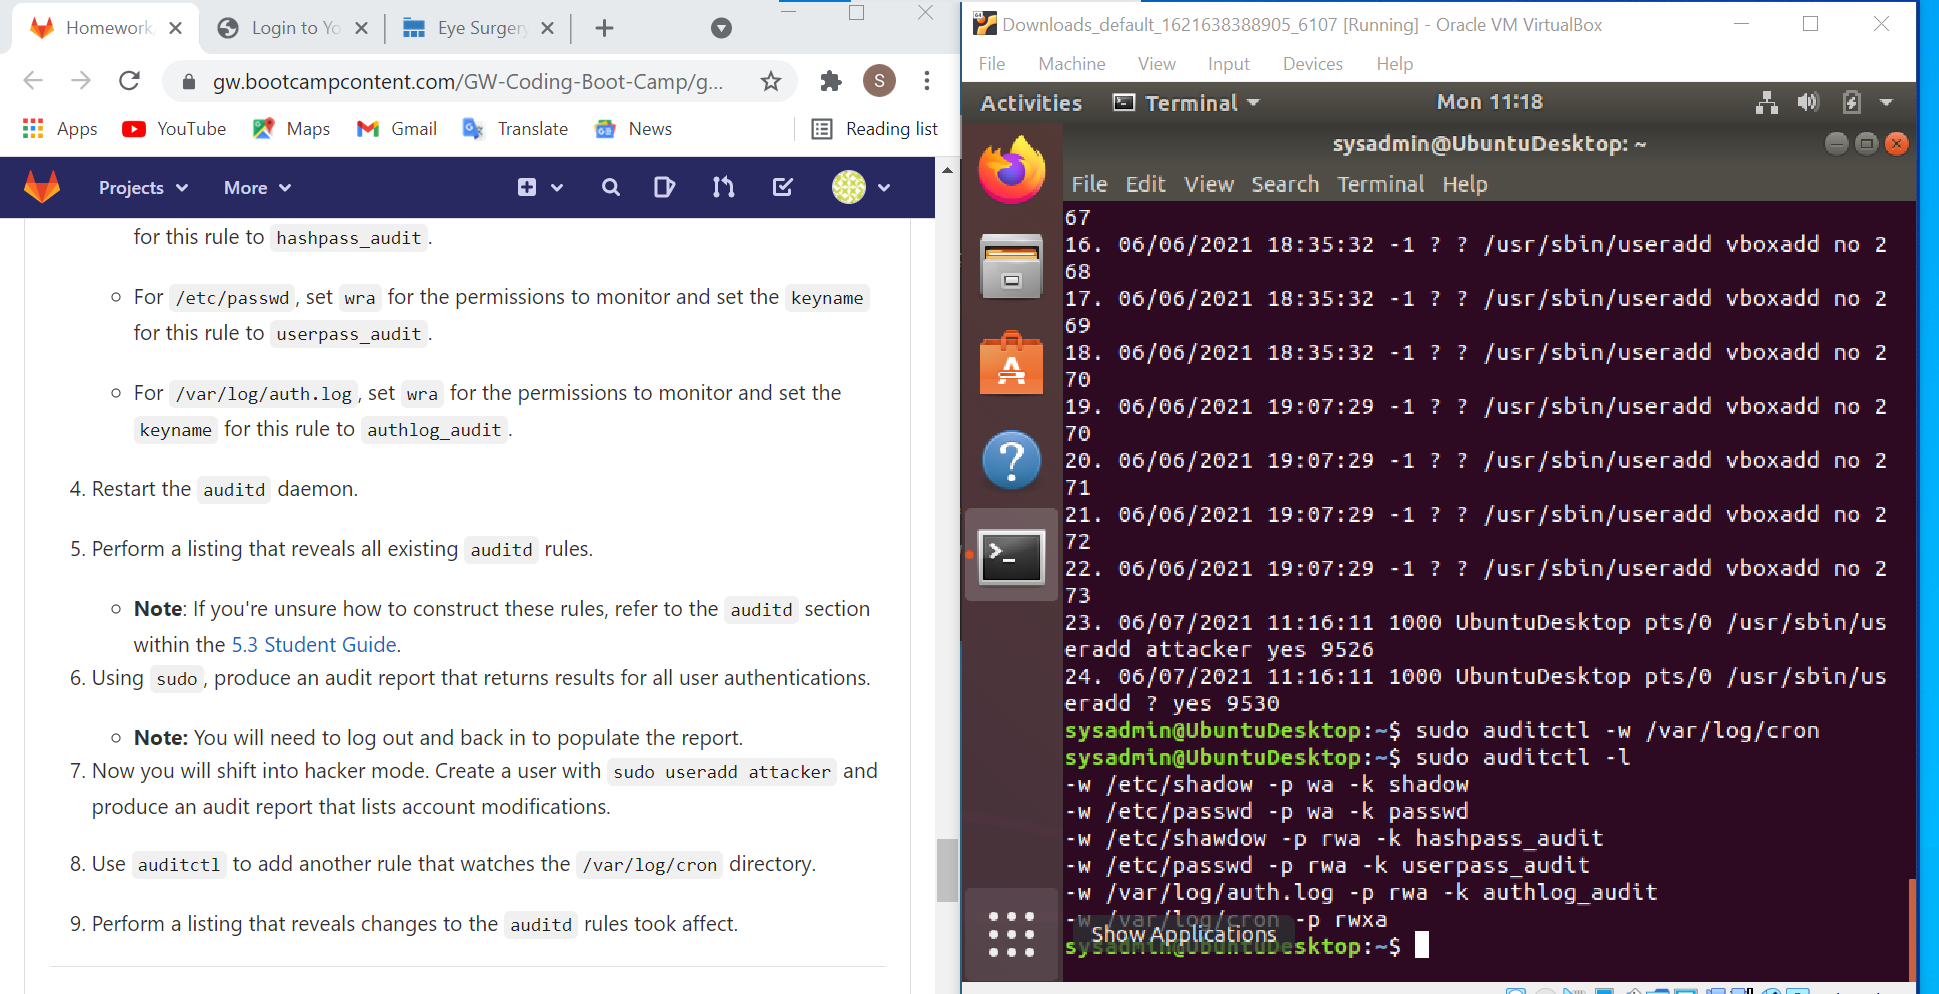 Homework
Login to Yo
Eye Surgery
gw.bootcampcontent.com/GW-Coding-Boot-Camp/g...
S
Apps
YouTube
Maps
Gmail
Translate
News
Reading list
Projects
More
for this rule to hashpass_audit.
For /etc/passwd, set wra for the permissions to monitor and set the keyname
for this rule to userpass_audit.
For /var/log/auth.log, set wra for the permissions to monitor and set the
keyname for this rule to authlog_audit.
4. Restart the auditd daemon.
5. Perform a listing that reveals all existing auditd rules.
Note: If you're unsure how to construct these rules, refer to the auditd section
within the 5.3 Student Guide.
6. Using sudo, produce an audit report that returns results for all user authentications.
Note: You will need to log out and back in to populate the report.
7. Now you will shift into hacker mode. Create a user with sudo useradd attacker and
produce an audit report that lists account modifications.
8. Use auditctl to add another rule that watches the /var/log/cron directory.
9. Perform a listing that reveals changes to the auditd rules took affect.
Downloads_default_1621638388905_6107 [Running] - Oracle VM VirtualBox
File Machine View Input Devices Help
Activities
Terminal
Mon 11:18
sysadmin@UbuntuDesktop: ~
File Edit View Search Terminal Help
67
16. 06/06/2021 18:35:32 -1 ? ? /usr/sbin/useradd vboxadd no 2
68
17. 06/06/2021 18:35:32 -1 ? ? /usr/sbin/useradd vboxadd no 2
69
18. 06/06/2021 18:35:32 -1 ? ? /usr/sbin/useradd vboxadd no 2
70
19. 06/06/2021 19:07:29 -1 ? ? /usr/sbin/useradd vboxadd no 2
70
20. 06/06/2021 19:07:29 -1 ? ? /usr/sbin/useradd vboxadd no 2
71
21. 06/06/2021 19:07:29 -1 ? ? /usr/sbin/useradd vboxadd no 2
72
22. 06/06/2021 19:07:29 -1 ? ? /usr/sbin/useradd vboxadd no 2
73
23. 06/07/2021 11:16:11 1000 UbuntuDesktop pts/0 /usr/sbin/us
eradd attacker yes 9526
24. 06/07/2021 11:16:11 1000 UbuntuDesktop pts/0 /usr/sbin/us
eradd ? yes 9530
sysadmin@UbuntuDesktop:~$ sudo auditctl -w /var/log/cron
sysadmin@UbuntuDesktop:~$ sudo auditctl -l
-w /etc/shadow -p wa -k shadow
-w /etc/passwd -p wa -k passwd
-w /etc/shawdow -p rwa -k hashpass_audit
-w /etc/passwd -p rwa -k userpass_audit
-w /var/log/auth.log -p rwa -k authlog_audit
-w /var/log/cron -p rwxa
sysadmin@UbuntuDesktop:~$
Show Applications